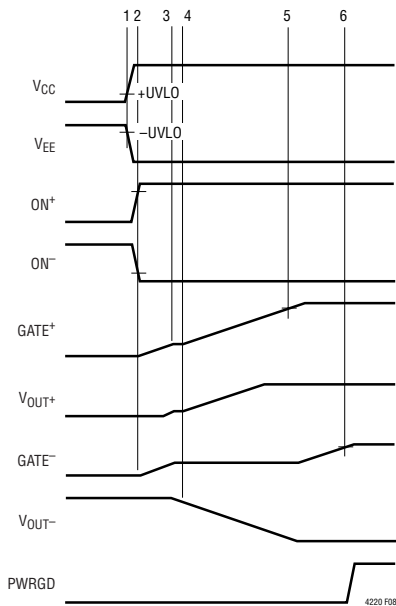 1 2 3 4 5 6
VCC
+UVLO
−UVLO
VEE
ON+
ON−
GATE+
VOUT+
GATE−
VOUT−
PWRGD
4220 F08